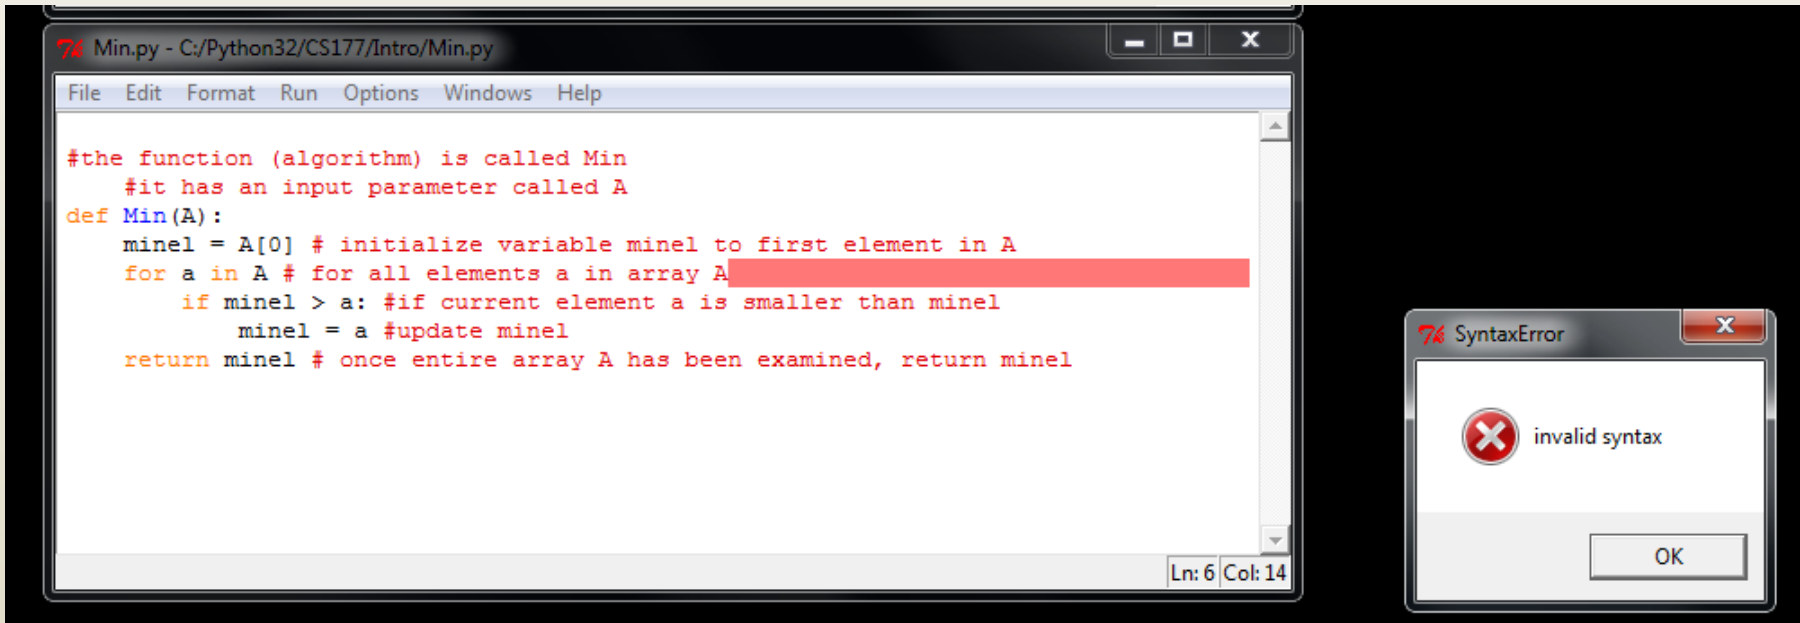 Min.py - C:/Python32/CS177/Intro/Min.py
File Edit Format Run Options Windows Help
#the function (algorithm) is called Min
    #it has an input parameter called A
def Min(A):
    minel = A[0] # initialize variable minel to first element in A
    for a in A # for all elements a in array A
        if minel > a: #if current element a is smaller than minel
            minel = a #update minel
    return minel # once entire array A has been examined, return minel
Ln: 6 Col: 14
SyntaxError
invalid syntax
OK